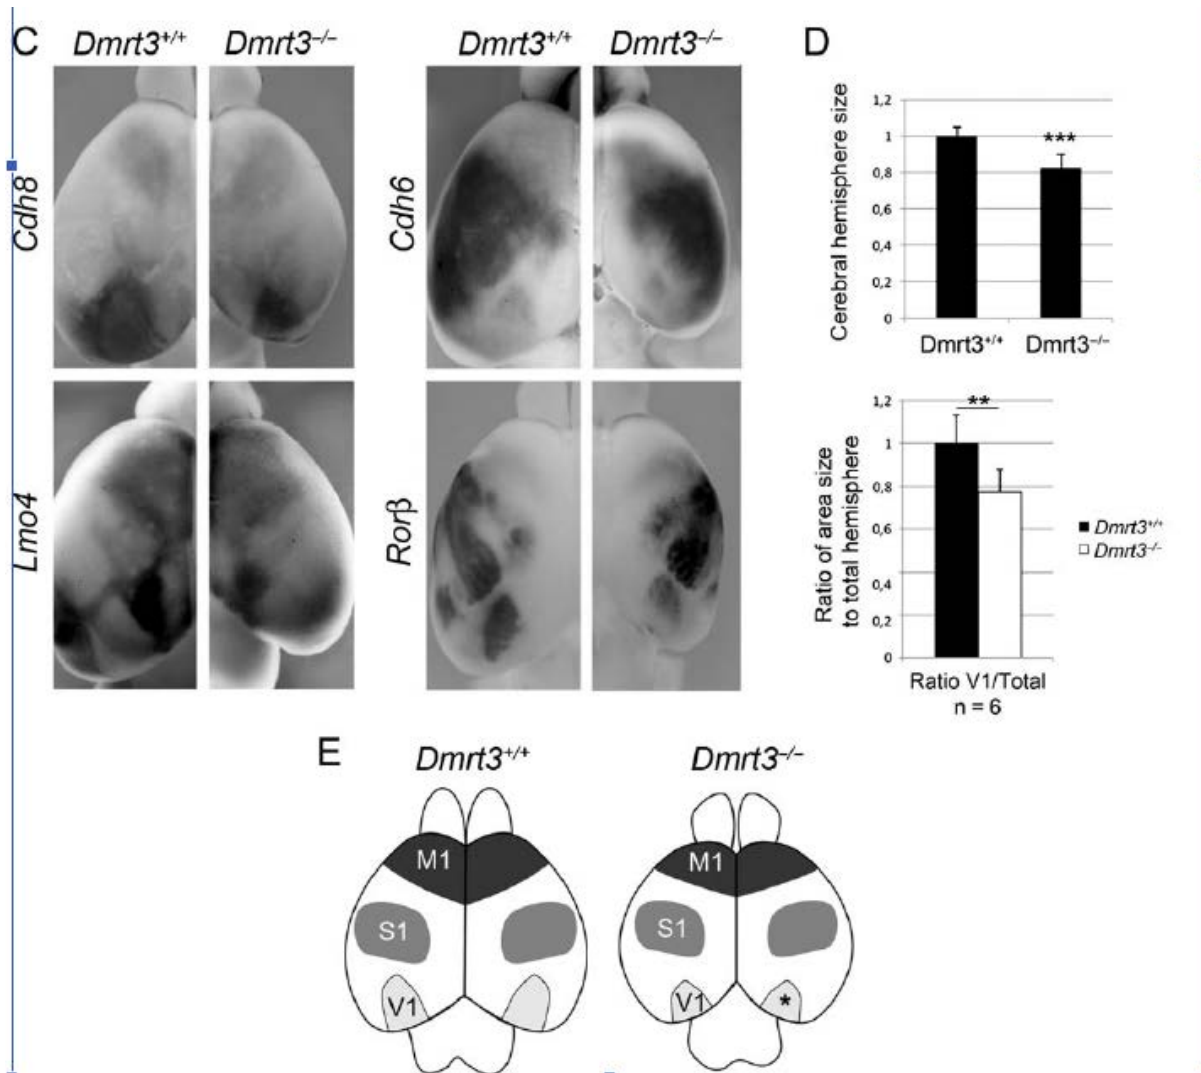 C
Dmrt3+/+ Dmrt3–/–
Dmrt3+/+ Dmrt3–/–
Cdh8
Cdh6
Lmo4
Rorβ
D
Cerebral hemisphere size
1,2
1
0,8
0,6
0,4
0,2
0
***
Dmrt3+/+ Dmrt3–/–
Ratio of area size
to total hemisphere
1,2
1
0,8
0,6
0,4
0,2
0
**
Dmrt3+/+
Dmrt3–/–
Ratio V1/Total
n = 6
E
Dmrt3+/+ Dmrt3–/–
M1 M1
S1 S1
V1 V1 *